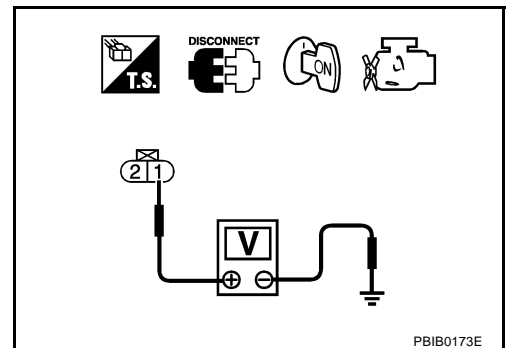 DISCONNECT
T.S.
ON
2 1
V
+ −
PBIB0173E